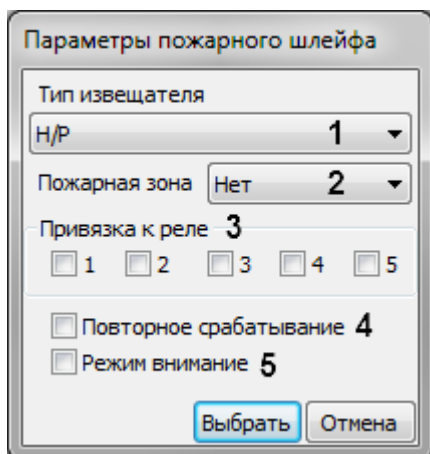 Параметры пожарного шлейфа
Тип извещателя
Н/Р 1
Пожарная зона Нет 2
Привязка к реле 3
1 2 3 4 5
Повторное срабатывание 4
Режим внимание 5
Выбрать Отмена